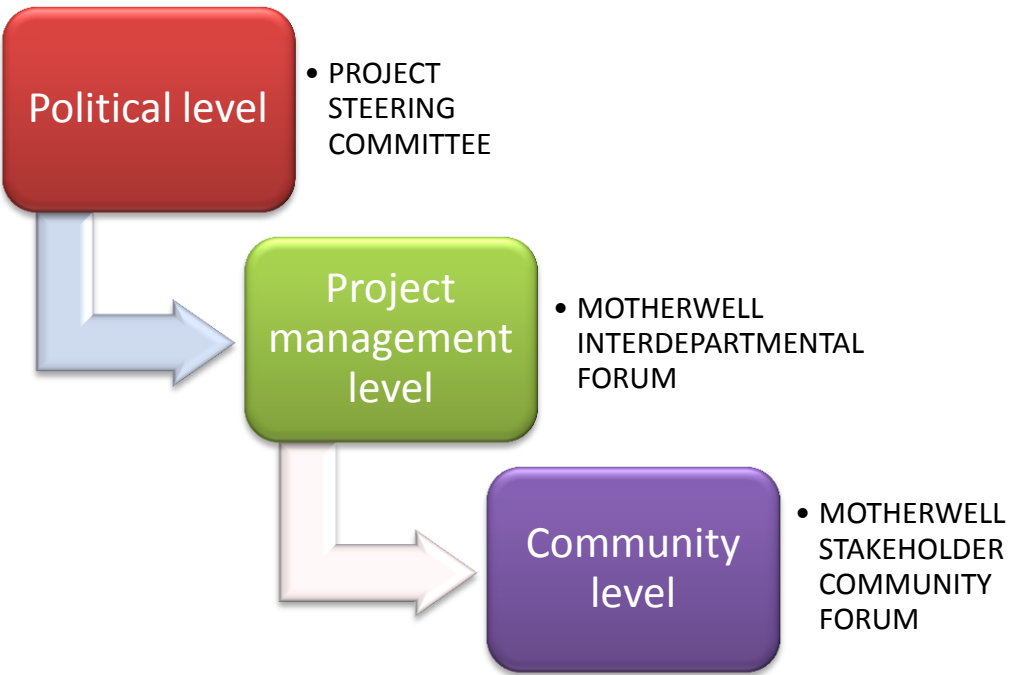 Political level
• PROJECT
STEERING
COMMITTEE
Project
management
level
• MOTHERWELL
INTERDEPARTMENTAL
FORUM
Community
level
• MOTHERWELL
STAKEHOLDER
COMMUNITY
FORUM